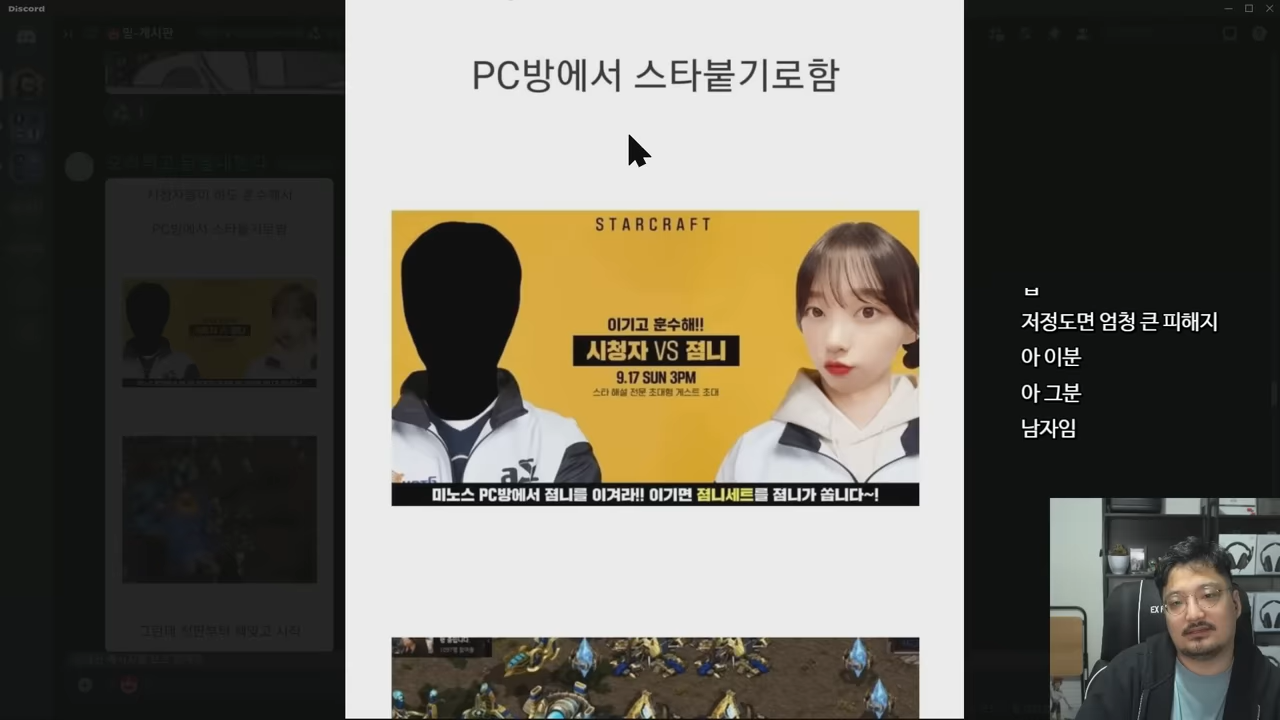 Discord
밈-게시판
PC방에서 스타붙기로함
시청자들이 하도 훈수해서
PC방에서 스타붙기로함
STARCRAFT
이기고 훈수해!!
시청자 VS 점니
9.17 SUN 3PM
스타 해설 전문 초대형 게스트 초대
미노스 PC방에서 점니를 이겨라!! 이기면 점니세트를 점니가 쏩니다~!
저정도면 엄청 큰 피해지
아 이분
아 그분
남자임